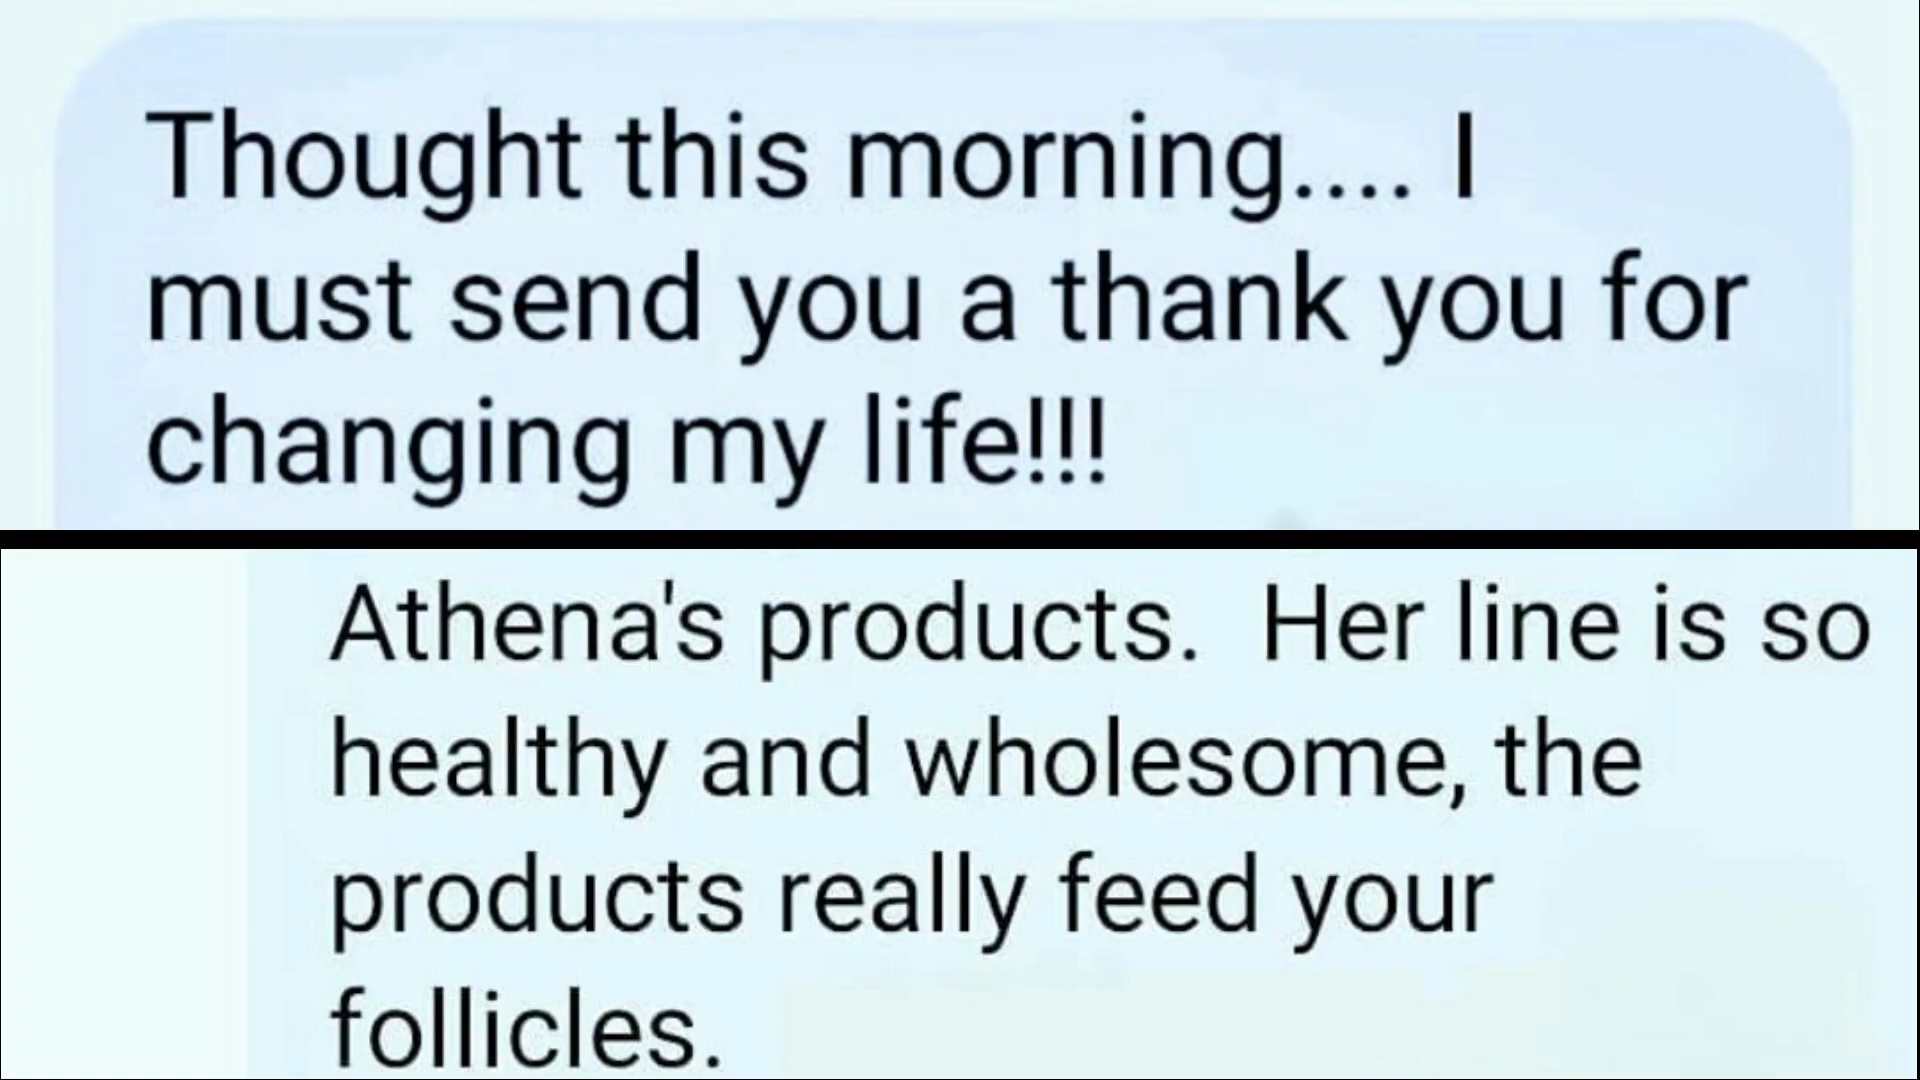 Thought this morning.... I
must send you a thank you for
changing my life!!!
Athena's products.  Her line is so
healthy and wholesome, the
products really feed your
follicles.